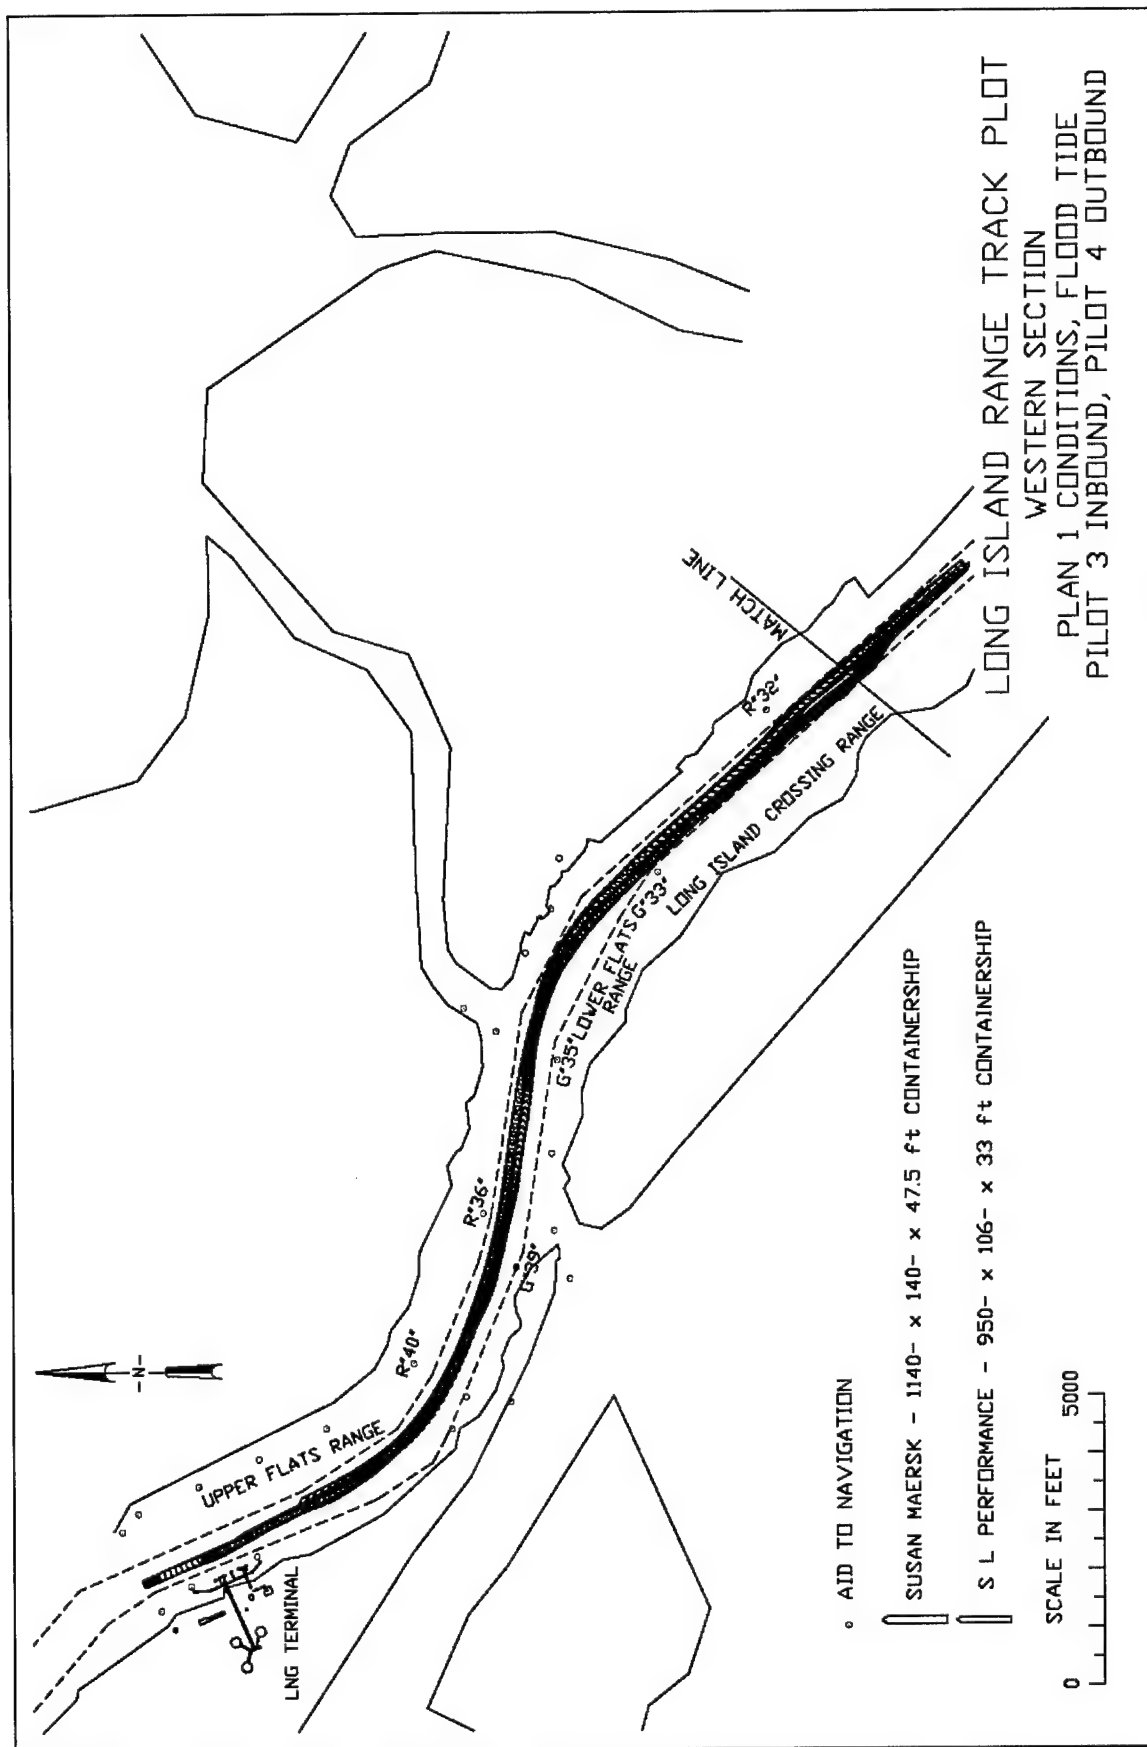 UPPER FLATS RANGE
LNG TERMINAL
-N-
R"40"
R"36"
G"39"
G"35"
LOWER FLATS
RANGE
G"33"
LONG ISLAND CROSSING RANGE
R"32"
MATCH LINE
AID TO NAVIGATION
SUSAN MAERSK - 1140- x 140- x 47.5 ft CONTAINERSHIP
S L PERFORMANCE - 950- x 106- x 33 ft CONTAINERSHIP
SCALE IN FEET
0 5000
LONG ISLAND RANGE TRACK PLOT
WESTERN SECTION
PLAN 1 CONDITIONS, FLOOD TIDE
PILOT 3 INBOUND, PILOT 4 OUTBOUND